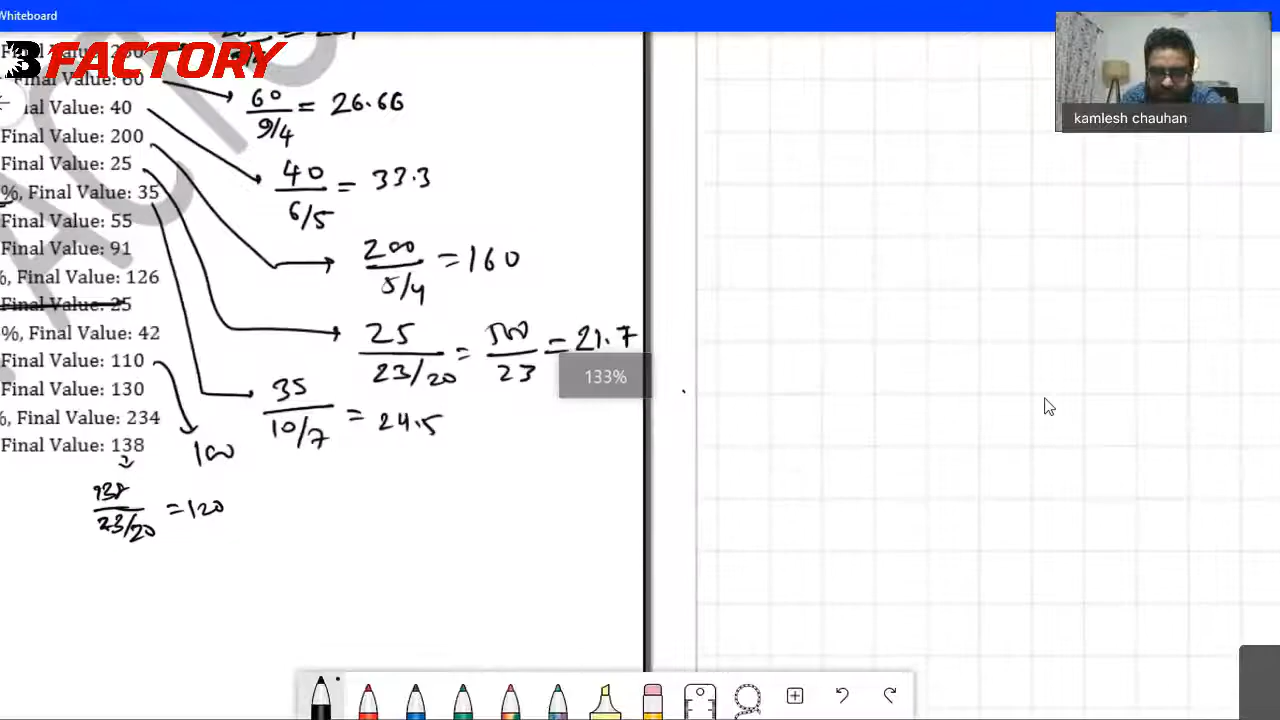 Whiteboard
FACTORY
kamlesh chauhan
Final Value: 60
60
9/4
= 26.66
al Value: 40
40
6/5
= 33.3
Final Value: 200
200
5/4
= 160
Final Value: 25
25
23/20
=
500
23
= 21.7
133%
%, Final Value: 35
35
10/7
= 24.5
Final Value: 55
Final Value: 91
%, Final Value: 126
Final Value: 25
%, Final Value: 42
Final Value: 110
100
Final Value: 130
%, Final Value: 234
Final Value: 138
138
23/20
= 120